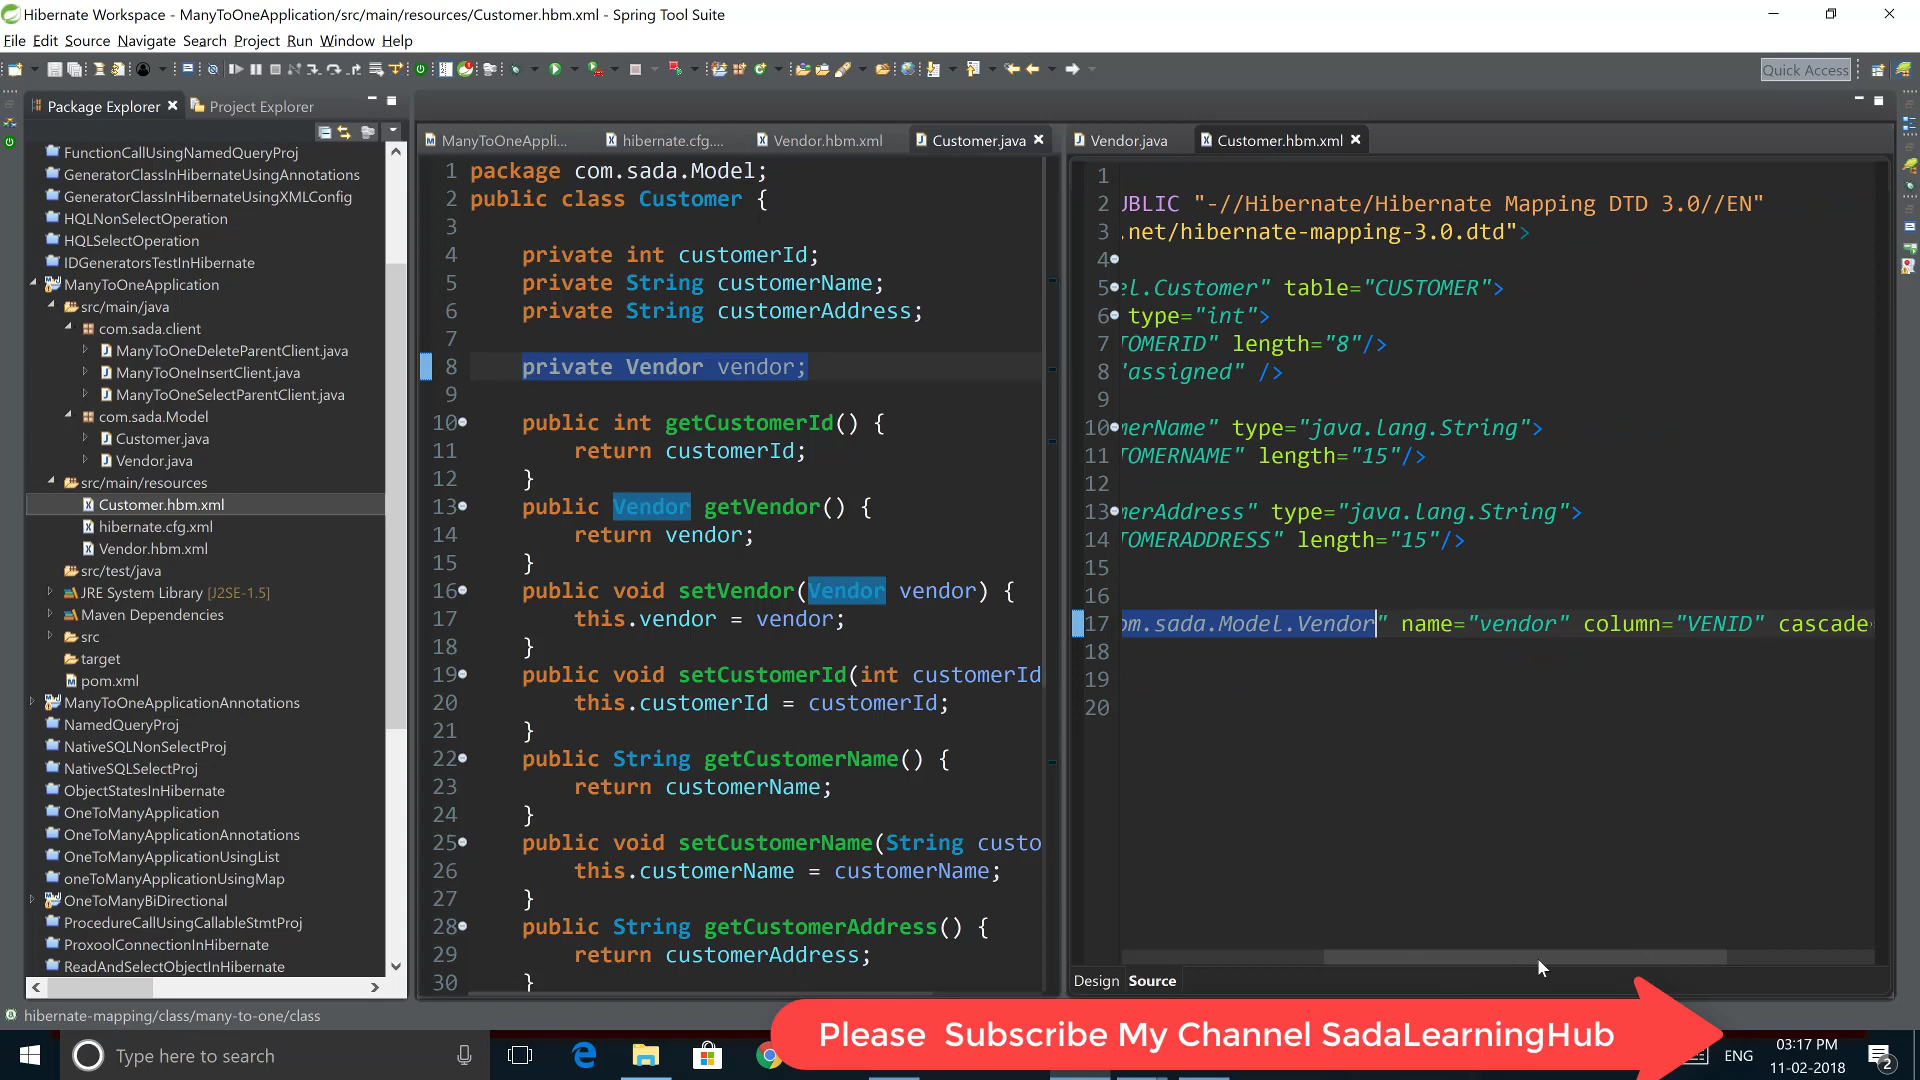 Hibernate Workspace - ManyToOneApplication/src/main/resources/Customer.hbm.xml - Spring Tool Suite
File Edit Source Navigate Search Project Run Window Help
Quick Access
Package Explorer
Project Explorer
FunctionCallUsingNamedQueryProj
GeneratorClassInHibernateUsingAnnotations
GeneratorClassInHibernateUsingXMLConfig
HQLNonSelectOperation
HQLSelectOperation
IDGeneratorsTestInHibernate
ManyToOneApplication
src/main/java
com.sada.client
ManyToOneDeleteParentClient.java
ManyToOneInsertClient.java
ManyToOneSelectParentClient.java
com.sada.Model
Customer.java
Vendor.java
src/main/resources
Customer.hbm.xml
hibernate.cfg.xml
Vendor.hbm.xml
src/test/java
JRE System Library [J2SE-1.5]
Maven Dependencies
src
target
pom.xml
ManyToOneApplicationAnnotations
NamedQueryProj
NativeSQLNonSelectProj
NativeSQLSelectProj
ObjectStatesInHibernate
OneToManyApplication
OneToManyApplicationAnnotations
OneToManyApplicationUsingList
oneToManyApplicationUsingMap
OneToManyBiDirectional
ProcedureCallUsingCallableStmtProj
ProxoolConnectionInHibernate
ReadAndSelectObjectInHibernate
ManyToOneAppli...
hibernate.cfg....
Vendor.hbm.xml
Customer.java
1 package com.sada.Model;
2 public class Customer {
3
4 private int customerId;
5 private String customerName;
6 private String customerAddress;
7
8 private Vendor vendor;
9
10 public int getCustomerId() {
11 return customerId;
12 }
13 public Vendor getVendor() {
14 return vendor;
15 }
16 public void setVendor(Vendor vendor) {
17 this.vendor = vendor;
18 }
19 public void setCustomerId(int customerId
20 this.customerId = customerId;
21 }
22 public String getCustomerName() {
23 return customerName;
24 }
25 public void setCustomerName(String custo
26 this.customerName = customerName;
27 }
28 public String getCustomerAddress() {
29 return customerAddress;
30 }
Vendor.java
Customer.hbm.xml
1
2 UBLIC "-//Hibernate/Hibernate Mapping DTD 3.0//EN"
3 .net/hibernate-mapping-3.0.dtd">
4
5 el.Customer" table="CUSTOMER">
6 type="int">
7 TOMERID" length="8"/>
8 "assigned" />
9
10 merName" type="java.lang.String">
11 TOMERNAME" length="15"/>
12
13 merAddress" type="java.lang.String">
14 TOMERADDRESS" length="15"/>
15
16
17 om.sada.Model.Vendor" name="vendor" column="VENID" cascade=
18
19
20
Design Source
hibernate-mapping/class/many-to-one/class
Please Subscribe My Channel SadaLearningHub
Type here to search
ENG
03:17 PM
11-02-2018
2